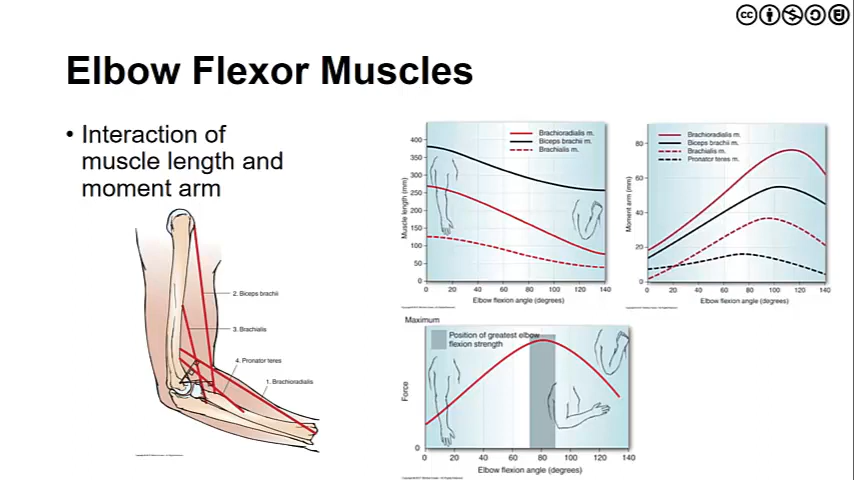 Elbow Flexor Muscles
• Interaction of
muscle length and
moment arm
2. Biceps brachii
3. Brachialis
4. Pronator teres
1. Brachioradialis
Brachioradialis m.
Biceps brachii m.
Brachialis m.
Muscle length (mm)
400
350
300
250
200
150
100
50
0
0 20 40 60 80 100 120 140
Elbow flexion angle (degrees)
Brachioradialis m.
Biceps brachii m.
Brachialis m.
Pronator teres m.
Moment arm (mm)
80
60
40
20
0
0 20 40 60 80 100 120 140
Elbow flexion angle (degrees)
Maximum
Position of greatest elbow
flexion strength
Force
0
0 20 40 60 80 100 120 140
Elbow flexion angle (degrees)